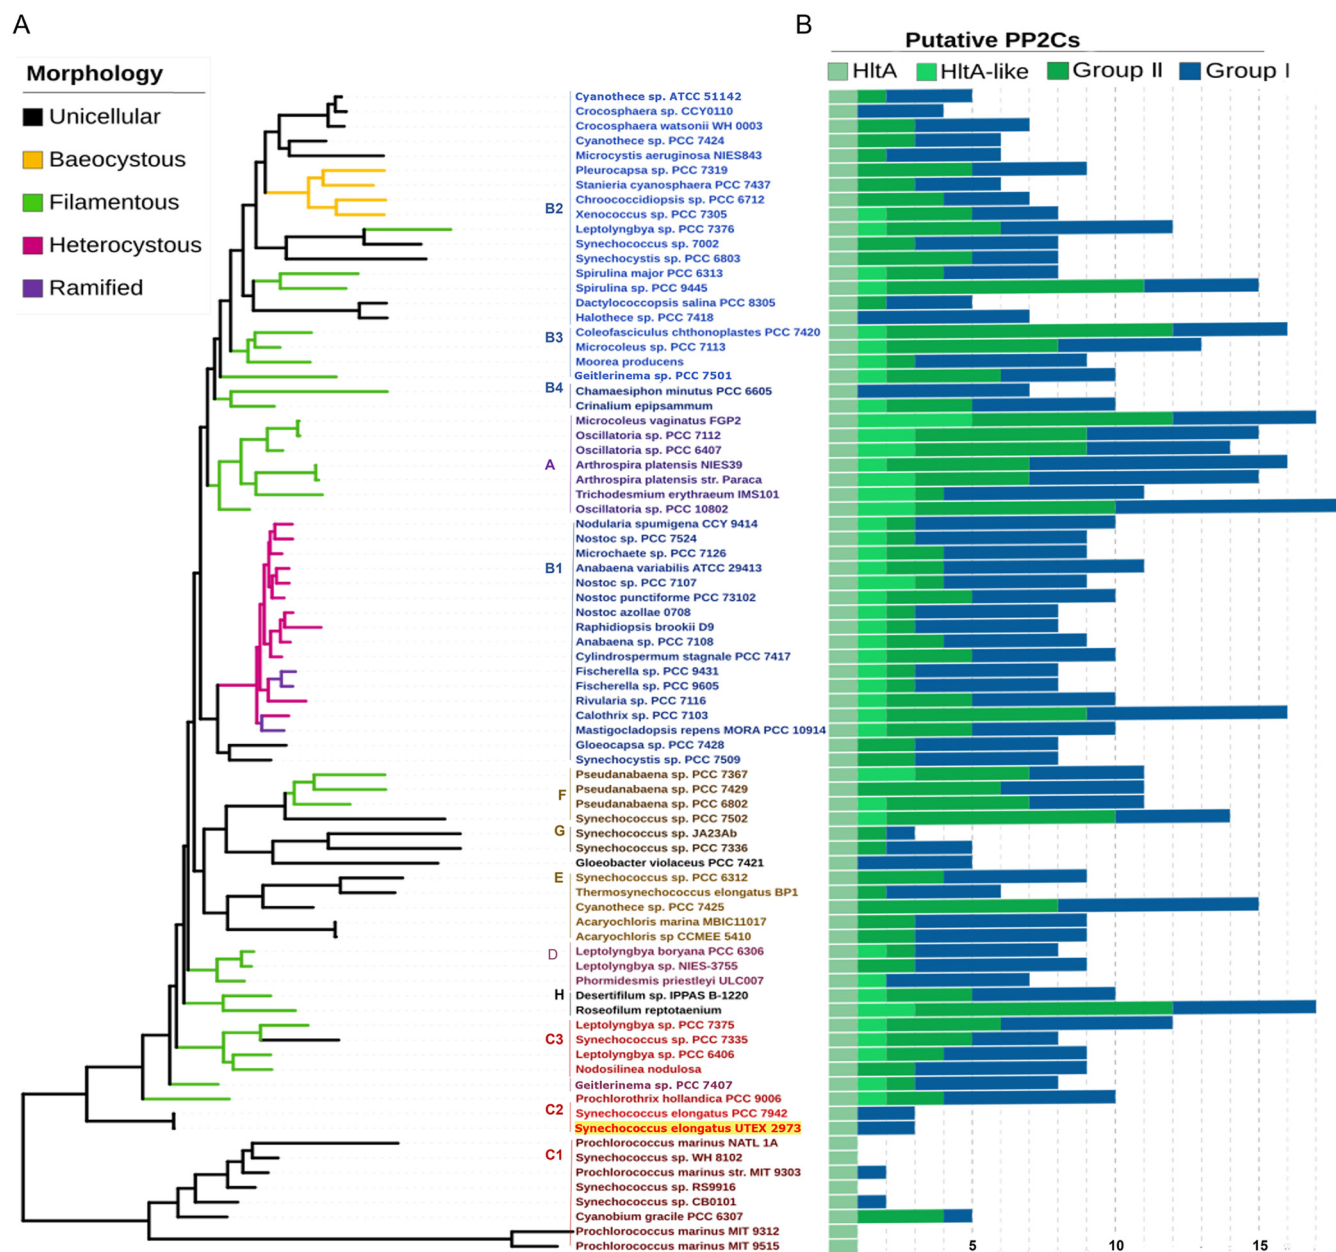 A
B
Putative PP2Cs
HltA
HltA-like
Group II
Group I
Morphology
Unicellular
Baeocystous
Filamentous
Heterocystous
Ramified
Cyanothece sp. ATCC 51142
Crocosphaera sp. CCY0110
Crocosphaera watsonii WH 0003
Cyanothece sp. PCC 7424
Microcystis aeruginosa NIES843
Pleurocapsa sp. PCC 7319
Stanieria cyanosphaera PCC 7437
Chroococcidiopsis sp. PCC 6712
B2
Xenococcus sp. PCC 7305
Leptolyngbya sp. PCC 7376
Synechococcus sp. 7002
Synechocystis sp. PCC 6803
Spirulina major PCC 6313
Spirulina sp. PCC 9445
Dactylococcopsis salina PCC 8305
Halothece sp. PCC 7418
B3
Coleofasciculus chthonoplastes PCC 7420
Microcoleus sp. PCC 7113
Moorea producens
Geitlerinema sp. PCC 7501
B4
Chamaesiphon minutus PCC 6605
Crinalium epipsammum
Microcoleus vaginatus FGP2
Oscillatoria sp. PCC 7112
Oscillatoria sp. PCC 6407
A
Arthrospira platensis NIES39
Arthrospira platensis str. Paraca
Trichodesmium erythraeum IMS101
Oscillatoria sp. PCC 10802
Nodularia spumigena CCY 9414
Nostoc sp. PCC 7524
Microchaete sp. PCC 7126
B1
Anabaena variabilis ATCC 29413
Nostoc sp. PCC 7107
Nostoc punctiforme PCC 73102
Nostoc azollae 0708
Raphidiopsis brookii D9
Anabaena sp. PCC 7108
Cylindrospermum stagnale PCC 7417
Fischerella sp. PCC 9431
Fischerella sp. PCC 9605
Rivularia sp. PCC 7116
Calothrix sp. PCC 7103
Mastigocladopsis repens MORA PCC 10914
Gloeocapsa sp. PCC 7428
Synechocystis sp. PCC 7509
Pseudanabaena sp. PCC 7367
Pseudanabaena sp. PCC 7429
F
Pseudanabaena sp. PCC 6802
Synechococcus sp. PCC 7502
G
Synechococcus sp. JA23Ab
Synechococcus sp. PCC 7336
Gloeobacter violaceus PCC 7421
E
Synechococcus sp. PCC 6312
Thermosynechococcus elongatus BP1
Cyanothece sp. PCC 7425
Acaryochloris marina MBIC11017
Acaryochloris sp CCMEE 5410
D
Leptolyngbya boryana PCC 6306
Leptolyngbya sp. NIES-3755
Phormidesmis priestleyi ULC007
H
Desertifilum sp. IPPAS B-1220
Roseofilum reptotaenium
Leptolyngbya sp. PCC 7375
C3
Synechococcus sp. PCC 7335
Leptolyngbya sp. PCC 6406
Nodosilinea nodulosa
Geitlerinema sp. PCC 7407
Prochlorothrix hollandica PCC 9006
C2
Synechococcus elongatus PCC 7942
Synechococcus elongatus UTEX 2973
Prochlorococcus marinus NATL 1A
C1
Synechococcus sp. WH 8102
Prochlorococcus marinus str. MIT 9303
Synechococcus sp. RS9916
Synechococcus sp. CB0101
Cyanobium gracile PCC 6307
Prochlorococcus marinus MIT 9312
Prochlorococcus marinus MIT 9515
5 10 15